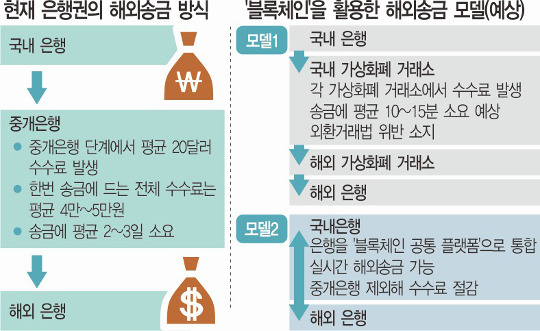 현재 은행권의 해외송금 방식
국내 은행
₩
중개은행
● 중개은행 단계에서 평균 20달러
수수료 발생
● 한번 송금에 드는 전체 수수료는
평균 4만~5만원
● 송금에 평균 2~3일 소요
해외 은행
$
'블록체인'을 활용한 해외송금 모델(예상)
모델1
국내 은행
국내 가상화폐 거래소
각 가상화폐 거래소에서 수수료 발생
송금에 평균 10~15분 소요 예상
외환거래법 위반 소지
해외 가상화폐 거래소
해외 은행
모델2
국내은행
은행을 '블록체인 공통 플랫폼'으로 통합
실시간 해외송금 가능
중개은행 제외해 수수료 절감
해외 은행